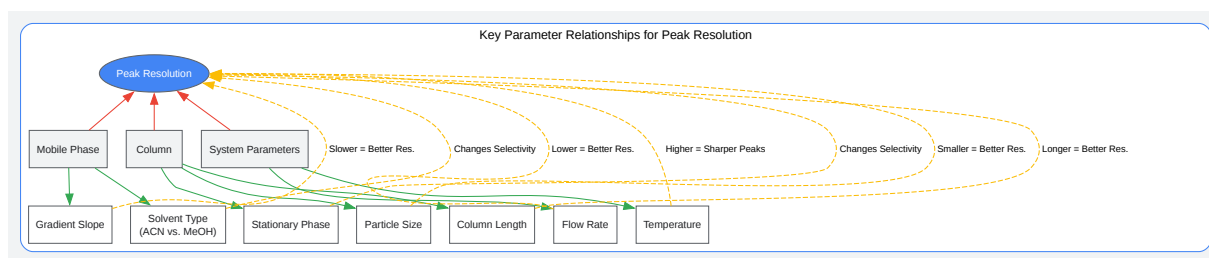 Key Parameter Relationships for Peak Resolution
Peak Resolution
Mobile Phase
Column
System Parameters
Slower = Better Res.
Changes Selectivity
Lower = Better Res.
Higher = Sharper Peaks
Changes Selectivity
Smaller = Better Res.
Longer = Better Res.
Gradient Slope
Solvent Type
(ACN vs. MeOH)
Stationary Phase
Particle Size
Column Length
Flow Rate
Temperature